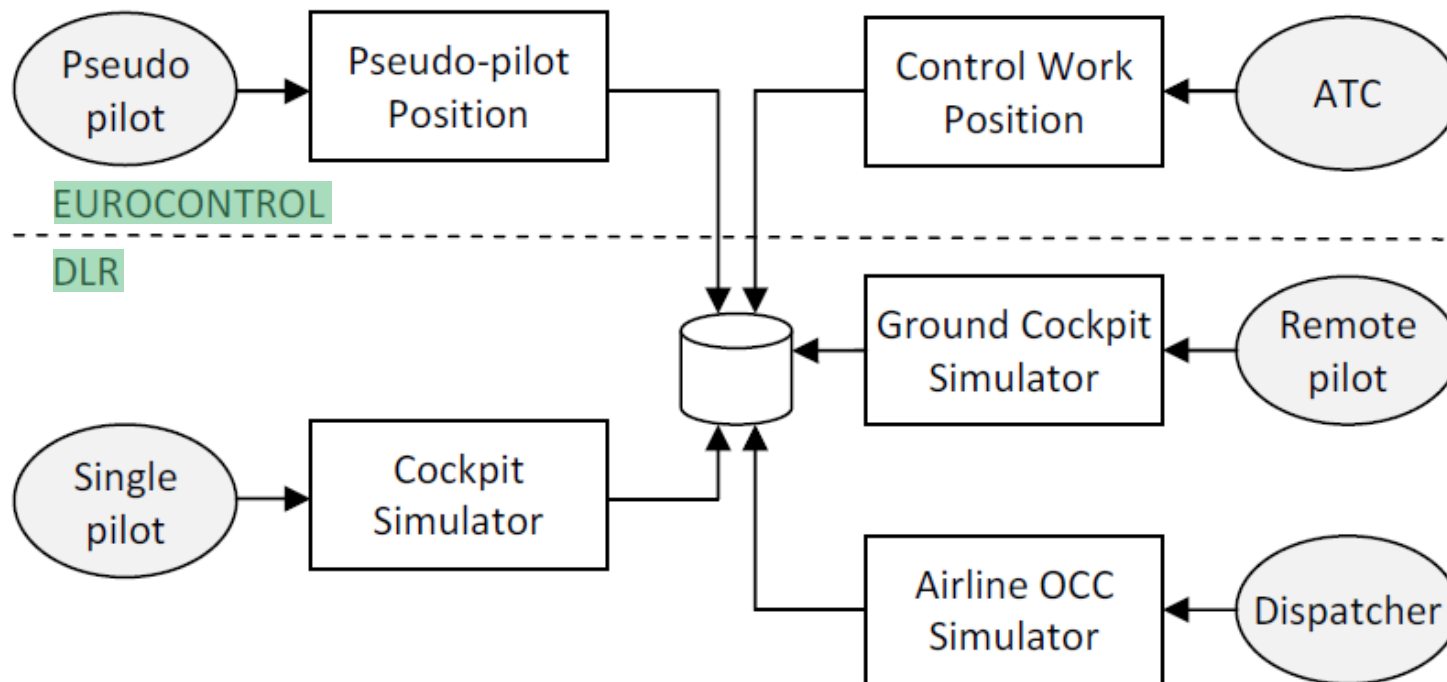 Pseudo
pilot
Pseudo-pilot
Position
Control Work
Position
ATC
EUROCONTROL
DLR
Ground Cockpit
Simulator
Remote
pilot
Single
pilot
Cockpit
Simulator
Airline OCC
Simulator
Dispatcher